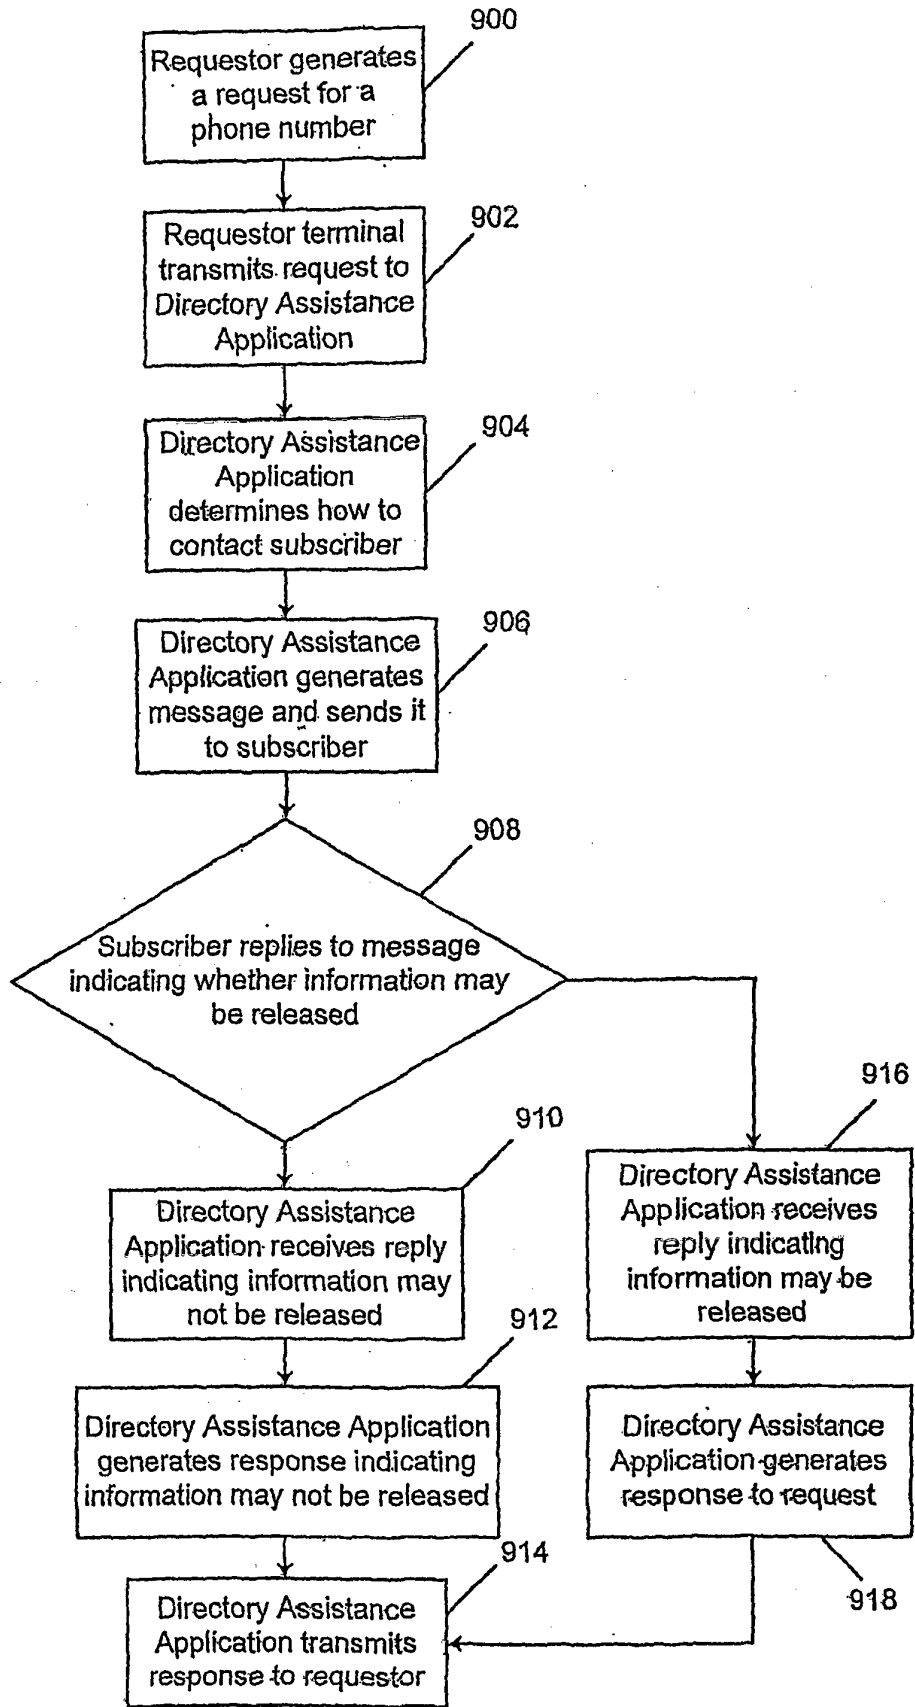 900
Requestor generates
a request for a
phone number
902
Requestor terminal
transmits request to
Directory Assistance
Application
904
Directory Assistance
Application
determines how to
contact subscriber
906
Directory Assistance
Application generates
message and sends it
to subscriber
908
Subscriber replies to message
indicating whether information may
be released
910
Directory Assistance
Application receives reply
indicating information may
not be released
916
Directory Assistance
Application receives
reply indicating
information may be
released
912
Directory Assistance Application
generates response indicating
information may not be released
Directory Assistance
Application generates
response to request
918
914
Directory Assistance
Application transmits
response to requestor